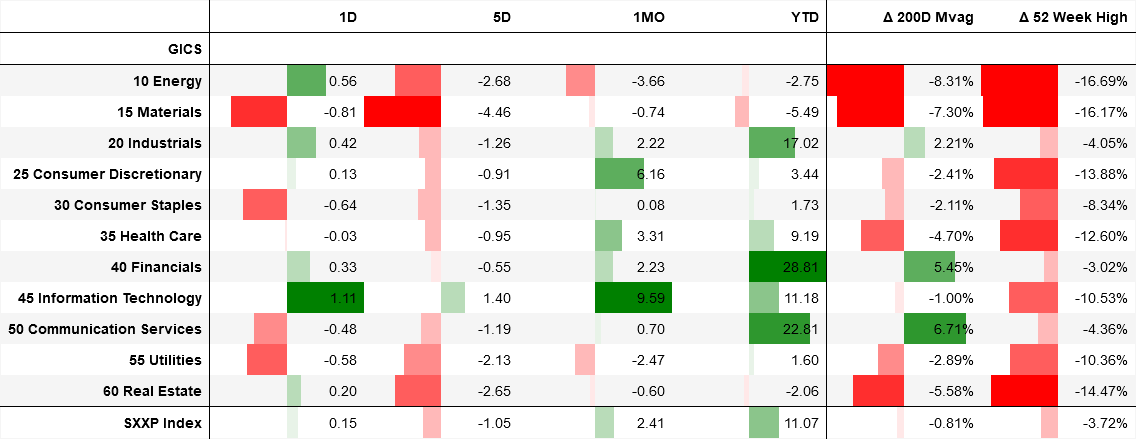 1D 5D 1MO YTD Δ 200D Mvag Δ 52 Week High
GICS
10 Energy 0.56 -2.68 -3.66 -2.75 -8.31% -16.69%
15 Materials -0.81 -4.46 -0.74 -5.49 -7.30% -16.17%
20 Industrials 0.42 -1.26 2.22 17.02 2.21% -4.05%
25 Consumer Discretionary 0.13 -0.91 6.16 3.44 -2.41% -13.88%
30 Consumer Staples -0.64 -1.35 0.08 1.73 -2.11% -8.34%
35 Health Care -0.03 -0.95 3.31 9.19 -4.70% -12.60%
40 Financials 0.33 -0.55 2.23 28.81 5.45% -3.02%
45 Information Technology 1.11 1.40 9.59 11.18 -1.00% -10.53%
50 Communication Services -0.48 -1.19 0.70 22.81 6.71% -4.36%
55 Utilities -0.58 -2.13 -2.47 1.60 -2.89% -10.36%
60 Real Estate 0.20 -2.65 -0.60 -2.06 -5.58% -14.47%
SXXP Index 0.15 -1.05 2.41 11.07 -0.81% -3.72%